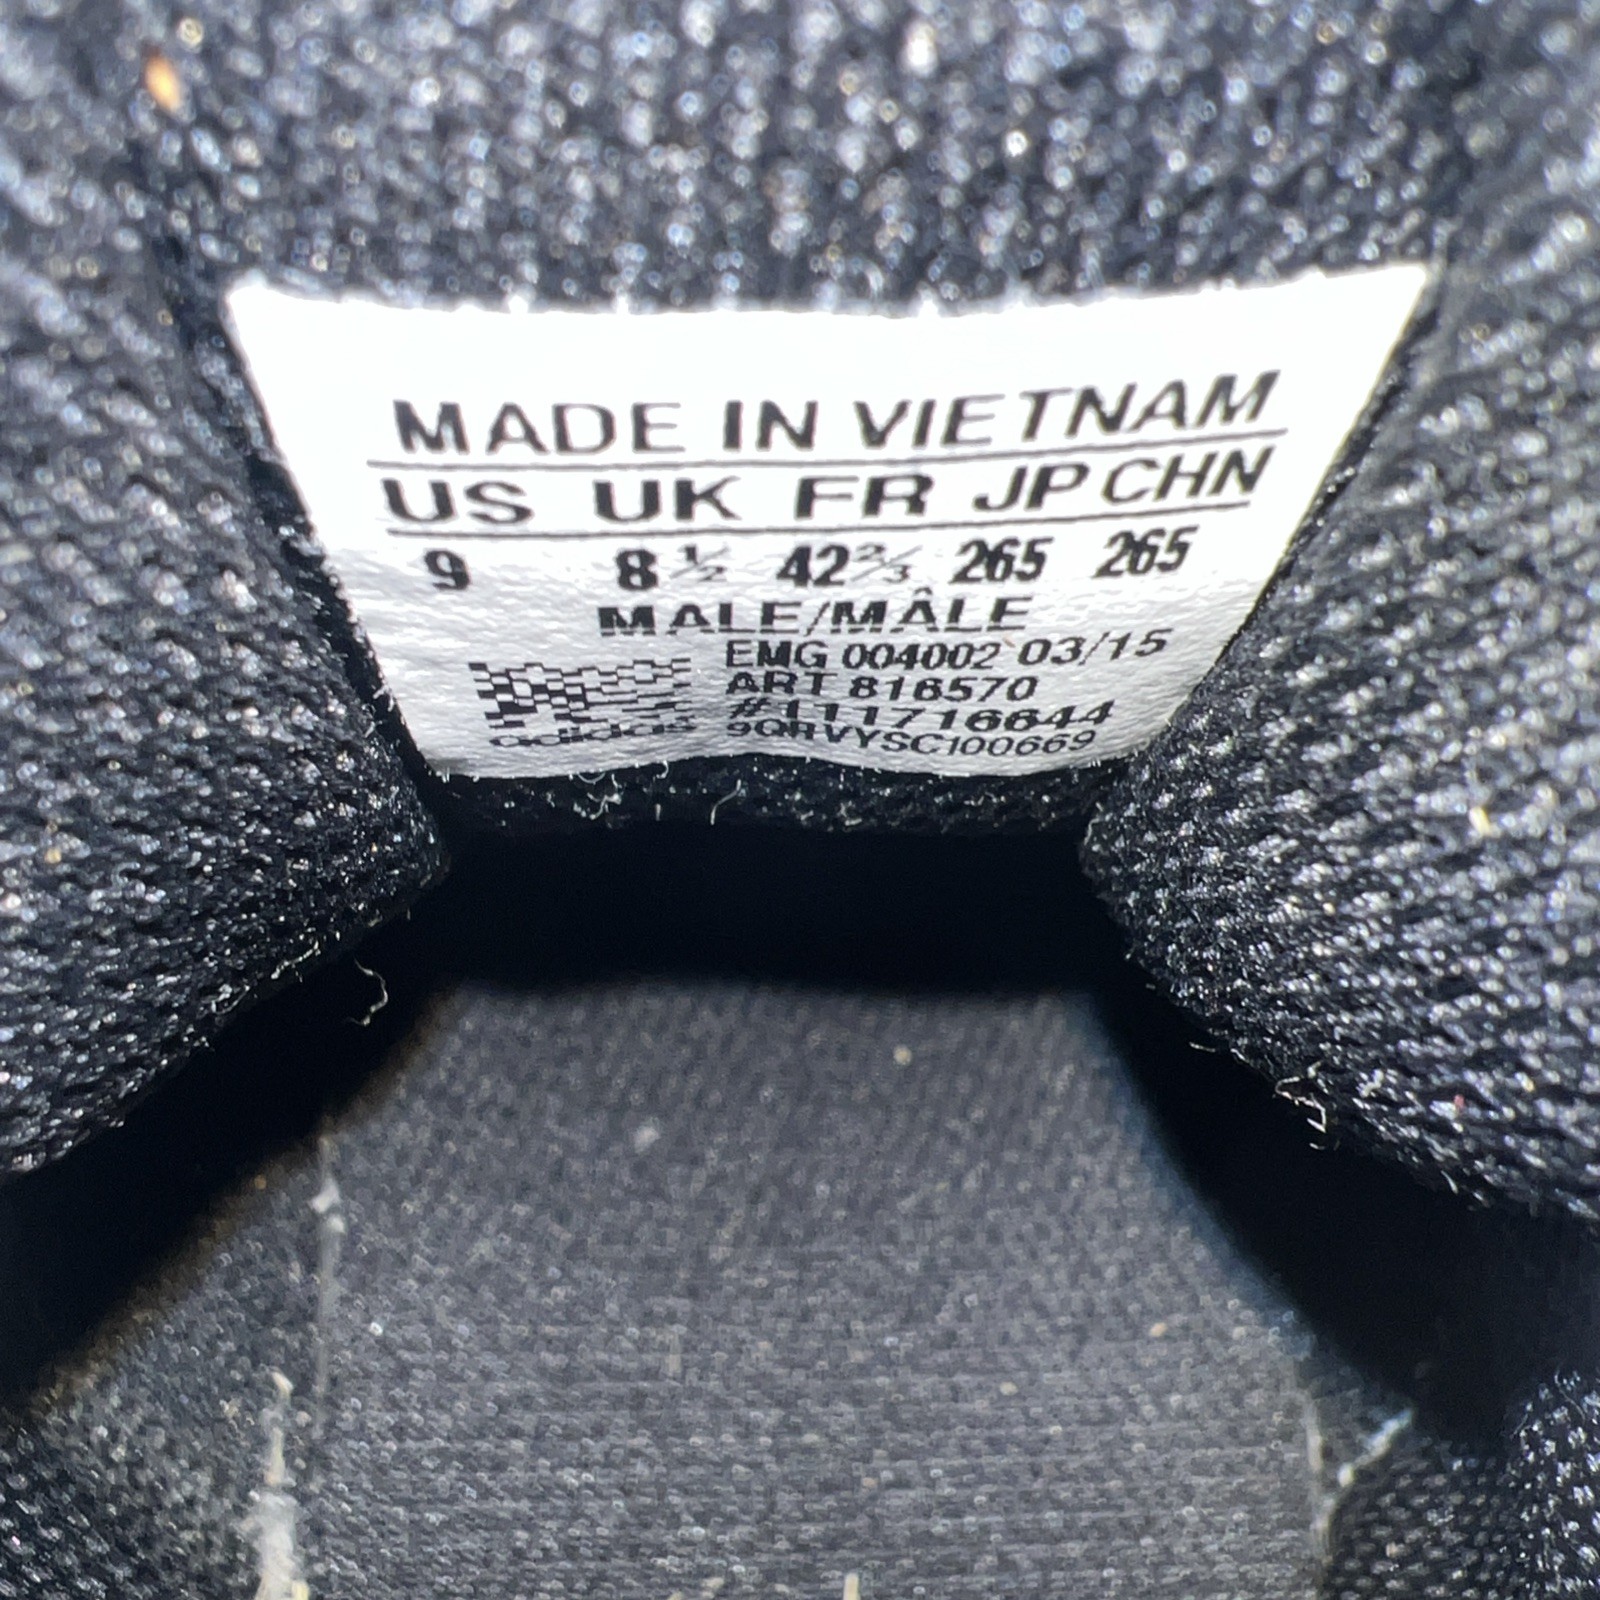 MADE IN VIETNAM
US UK FR JP CHN
9 8½ 42⅔ 265 265
MALE/MÂLE
EMG 004002 03/15
ART 816570
#111716644
adidas 9QRVYSC100669